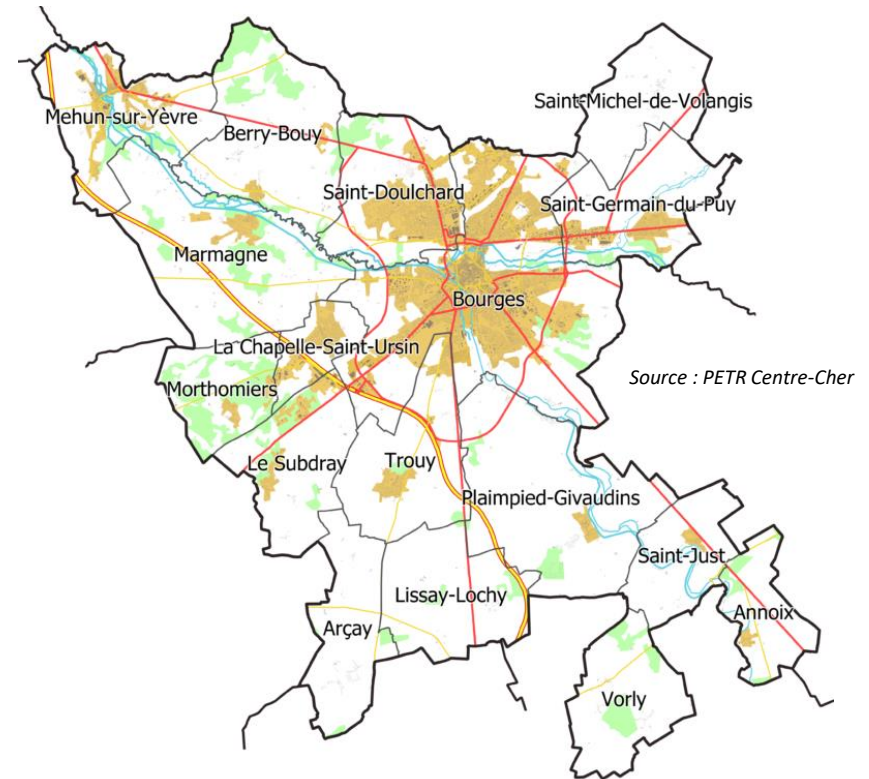 Saint-Michel-de-Volangis
Mehun-sur-Yèvre
Berry-Bouy
Saint-Doulchard
Saint-Germain-du-Puy
Marmagne
Bourges
La Chapelle-Saint-Ursin
Source : PETR Centre-Cher
Morthomiers
Le Subdray
Trouy
Plaimpied-Givaudins
Saint-Just
Lissay-Lochy
Annoix
Arçay
Vorly